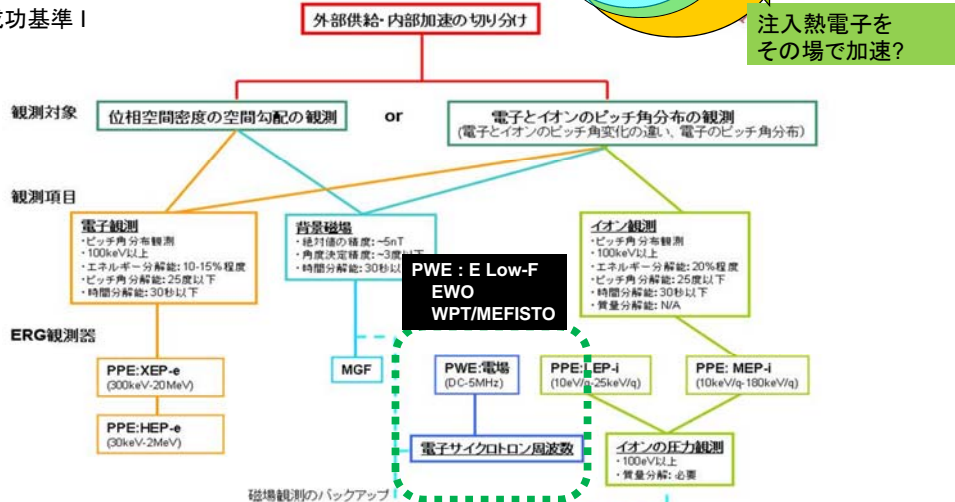 成功基準 I
外部供給・内部加速の切り分け
注入熱電子を
その場で加速?
観測対象
位相空間密度の空間勾配の観測
or
電子とイオンのピッチ角分布の観測
(電子とイオンのピッチ角変化の違い、電子のピッチ角分布)
観測項目
電子観測
・ピッチ角分布観測
・100keV以上
・エネルギー分解能: 10-15%程度
・ピッチ角分解能: 25度以下
・時間分解能: 30秒以下
背景磁場
・絶対値の精度: ~5nT
・角度決定精度: ~3度以下
・時間分解能: 30秒
イオン観測
・ピッチ角分布観測
・100keV以上
・エネルギー分解能: 20%程度
・ピッチ角分解能: 25度以下
・時間分解能: 30秒以下
・質量分解能: N/A
PWE : E Low-F
EWO
WPT/MEFISTO
ERG観測器
PPE:XEP-e
(300keV-20MeV)
MGF
PWE:電場
(DC-5MHz)
PPE:LEP-i
(10eV/q-25keV/q)
PPE: MEP-i
(10keV/q-180keV/q)
PPE:HEP-e
(30keV-2MeV)
電子サイクロトロン周波数
イオンの圧力観測
・100eV以上
・質量分解: 必要
磁場観測のバックアップ